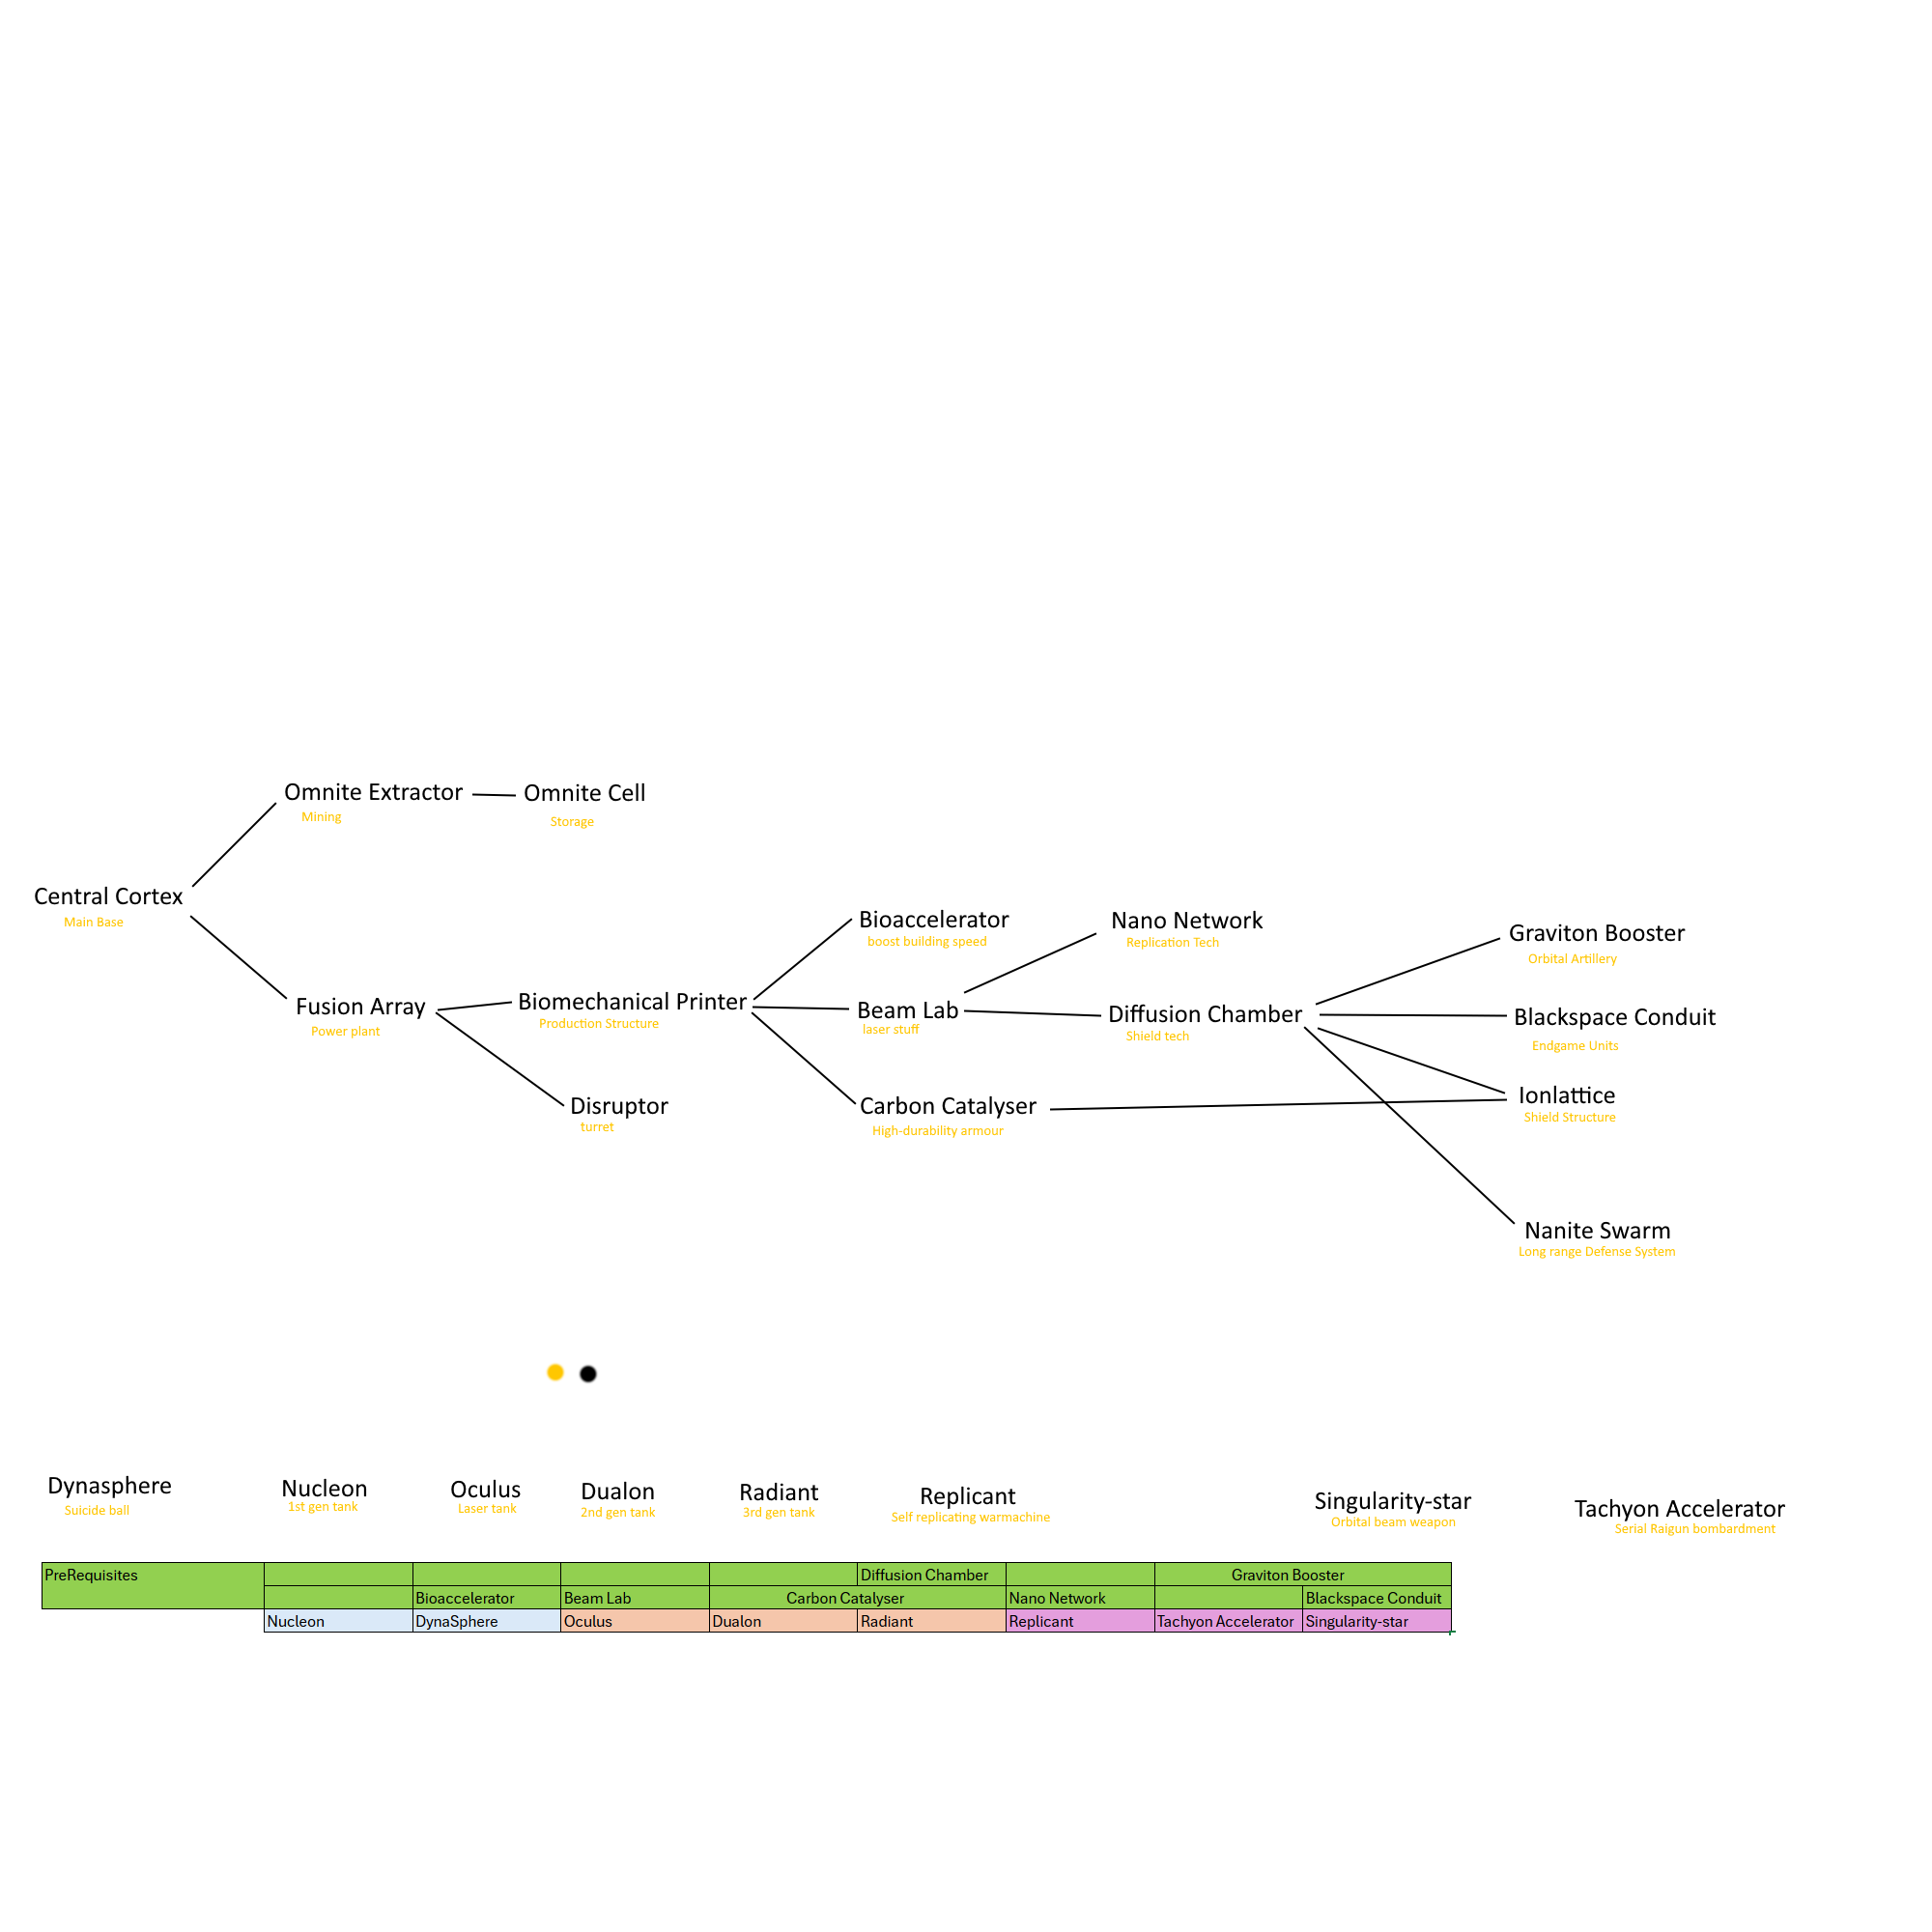 Omnite Extractor
Mining
Omnite Cell
Storage
Central Cortex
Main Base
Fusion Array
Power plant
Biomechanical Printer
Production Structure
Disruptor
turret
Bioaccelerator
boost building speed
Beam Lab
laser stuff
Carbon Catalyser
High-durability armour
Nano Network
Replication Tech
Diffusion Chamber
Shield tech
Graviton Booster
Orbital Artillery
Blackspace Conduit
Endgame Units
Ionlattice
Shield Structure
Nanite Swarm
Long range Defense System
Dynasphere
Suicide ball
Nucleon
1st gen tank
Oculus
Laser tank
Dualon
2nd gen tank
Radiant
3rd gen tank
Replicant
Self replicating warmachine
Singularity-star
Orbital beam weapon
Tachyon Accelerator
Serial Raigun bombardment
PreRequisites Diffusion Chamber Graviton Booster
Bioaccelerator Beam Lab Carbon Catalyser Nano Network Blackspace Conduit
Nucleon DynaSphere Oculus Dualon Radiant Replicant Tachyon Accelerator Singularity-star